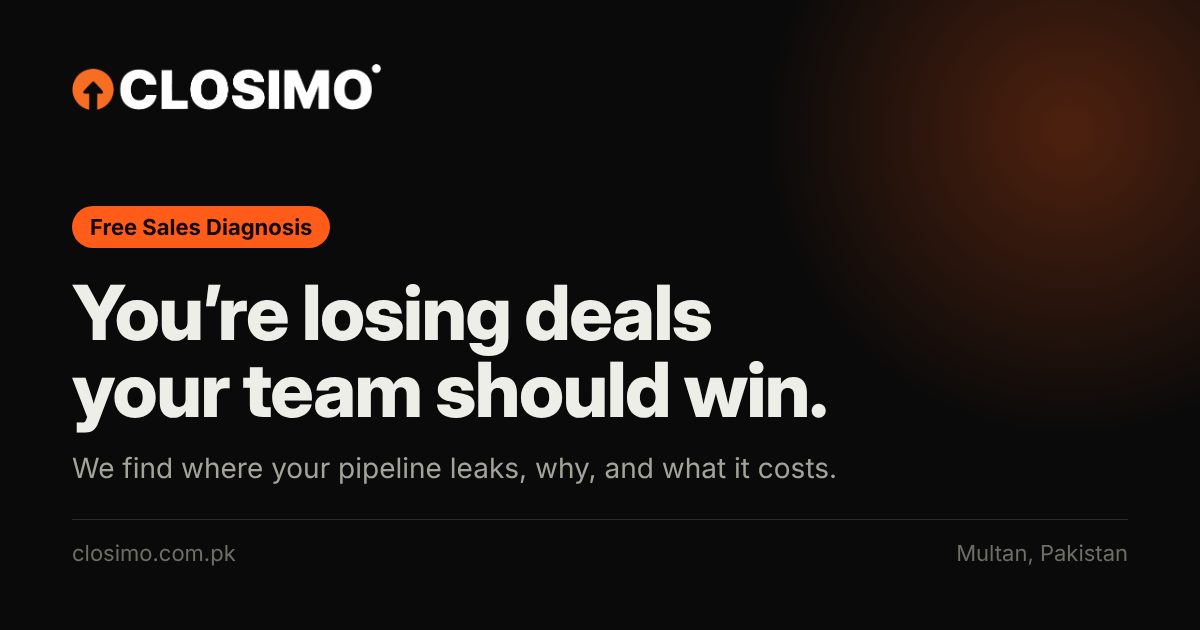 CLOSIMO
Free Sales Diagnosis
You’re losing deals
your team should win.
We find where your pipeline leaks, why, and what it costs.
closimo.com.pk
Multan, Pakistan